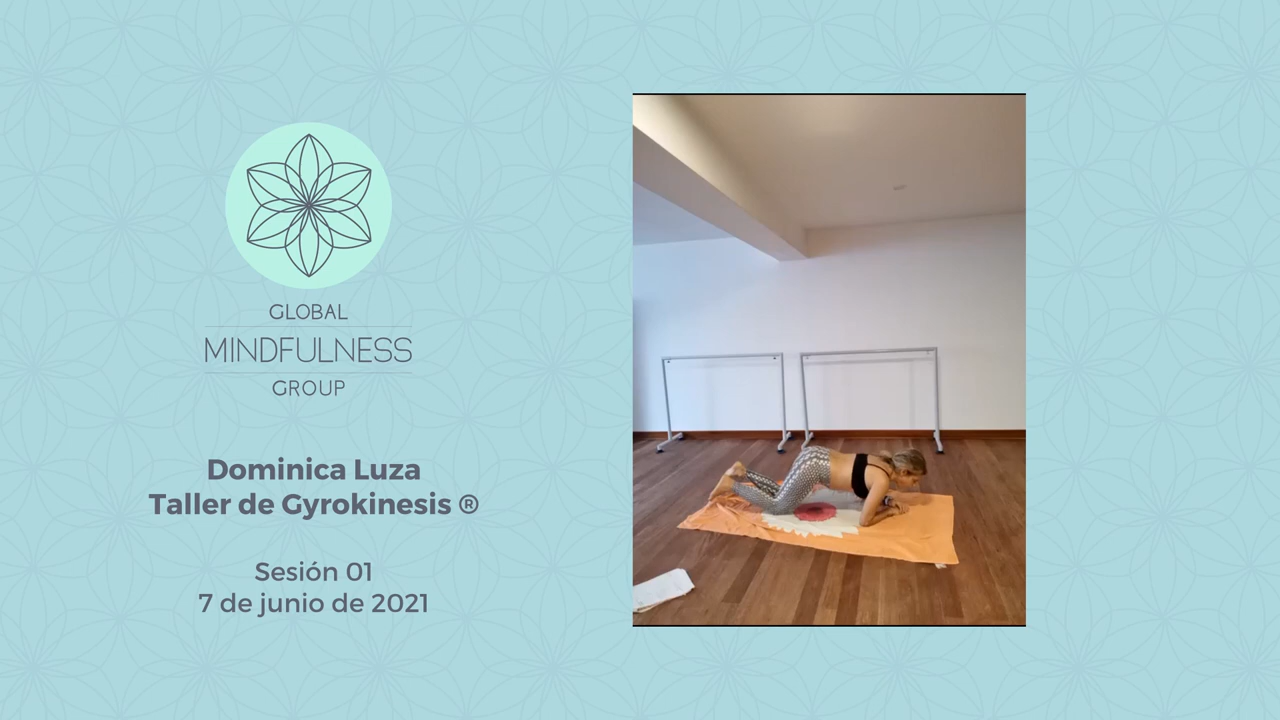 GLOBAL
MINDFULNESS
GROUP
Dominica Luza
Taller de Gyrokinesis ®
Sesión 01
7 de junio de 2021